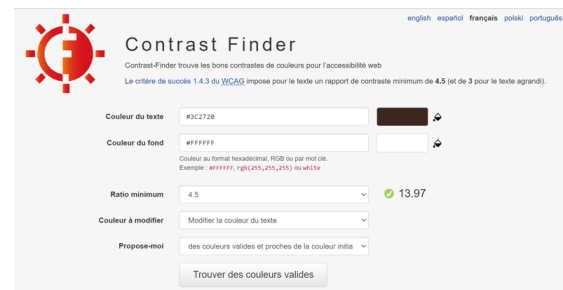 english español français polski português
Contrast Finder
Contrast-Finder trouve les bons contrastes de couleurs pour l'accessibilité web
Le critère de succès 1.4.3 du WCAG impose pour le texte un rapport de contraste minimum de 4.5 (et de 3 pour le texte agrandi).
Couleur du texte #3C2720
Couleur du fond #FFFFFF
Couleur au format hexadécimal, RGB ou par mot clé.
Exemple : #FFFFFF, rgb(255,255,255) ou white
Ratio minimum 4.5 13.97
Couleur à modifier Modifier la couleur du texte
Propose-moi des couleurs valides et proches de la couleur initia
Trouver des couleurs valides